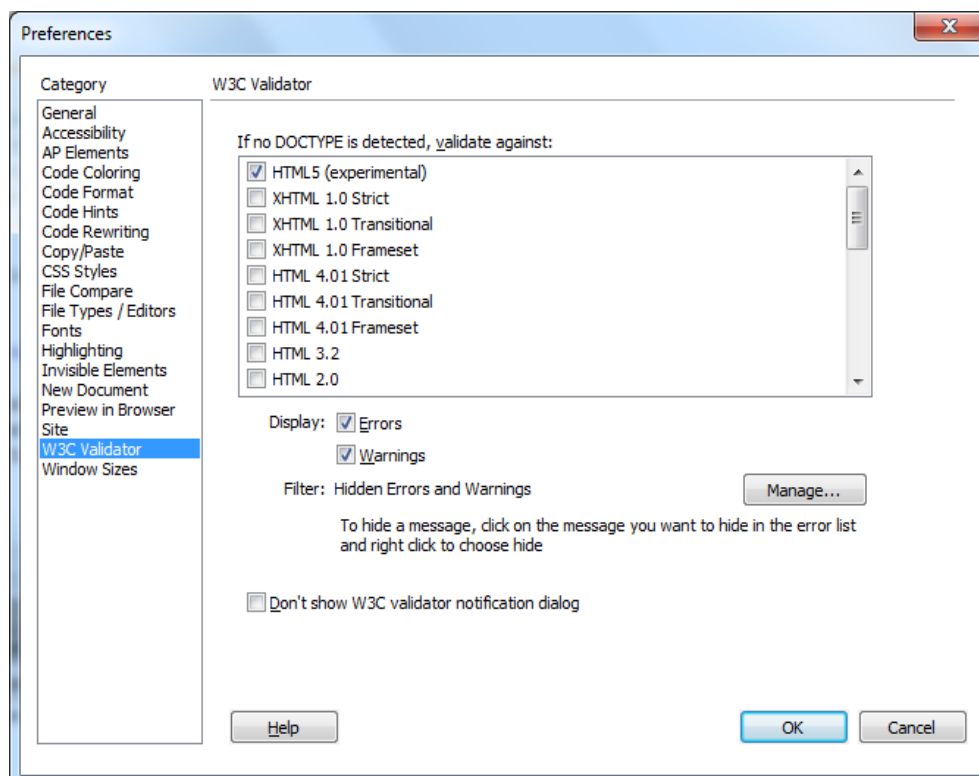 Preferences
Category
General
Accessibility
AP Elements
Code Coloring
Code Format
Code Hints
Code Rewriting
Copy/Paste
CSS Styles
File Compare
File Types / Editors
Fonts
Highlighting
Invisible Elements
New Document
Preview in Browser
Site
W3C Validator
Window Sizes
W3C Validator
If no DOCTYPE is detected, validate against:
HTML5 (experimental)
XHTML 1.0 Strict
XHTML 1.0 Transitional
XHTML 1.0 Frameset
HTML 4.01 Strict
HTML 4.01 Transitional
HTML 4.01 Frameset
HTML 3.2
HTML 2.0
Display: Errors
Warnings
Filter: Hidden Errors and Warnings Manage...
To hide a message, click on the message you want to hide in the error list
and right click to choose hide
Don't show W3C validator notification dialog
Help OK Cancel